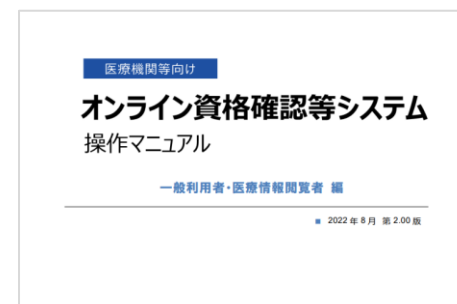 医療機関等向け
オンライン資格確認等システム
操作マニュアル
一般利用者・医療情報閲覧者 編
■ 2022 年 8 月 第 2.00 版